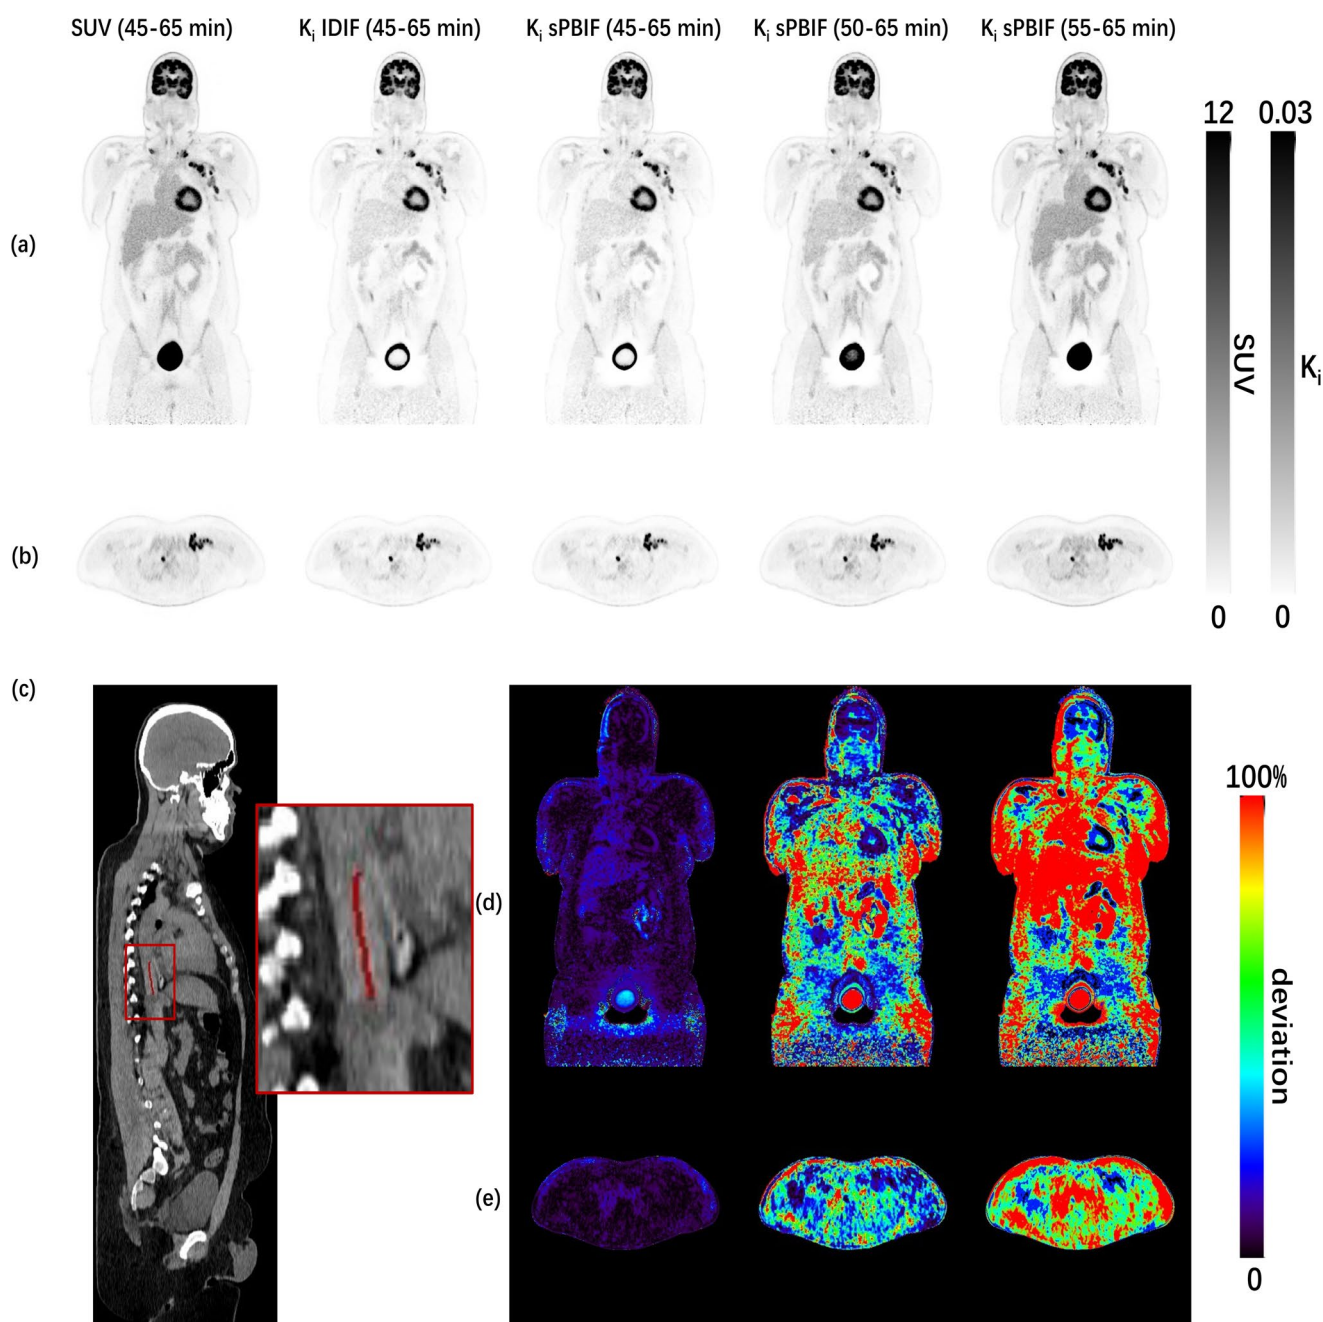 SUV (45-65 min)
Ki IDIF (45-65 min)
Ki sPBIF (45-65 min)
Ki sPBIF (50-65 min)
Ki sPBIF (55-65 min)
12
0.03
(a)
SUV
Ki
(b)
0
0
(c)
100%
(d)
deviation
(e)
0